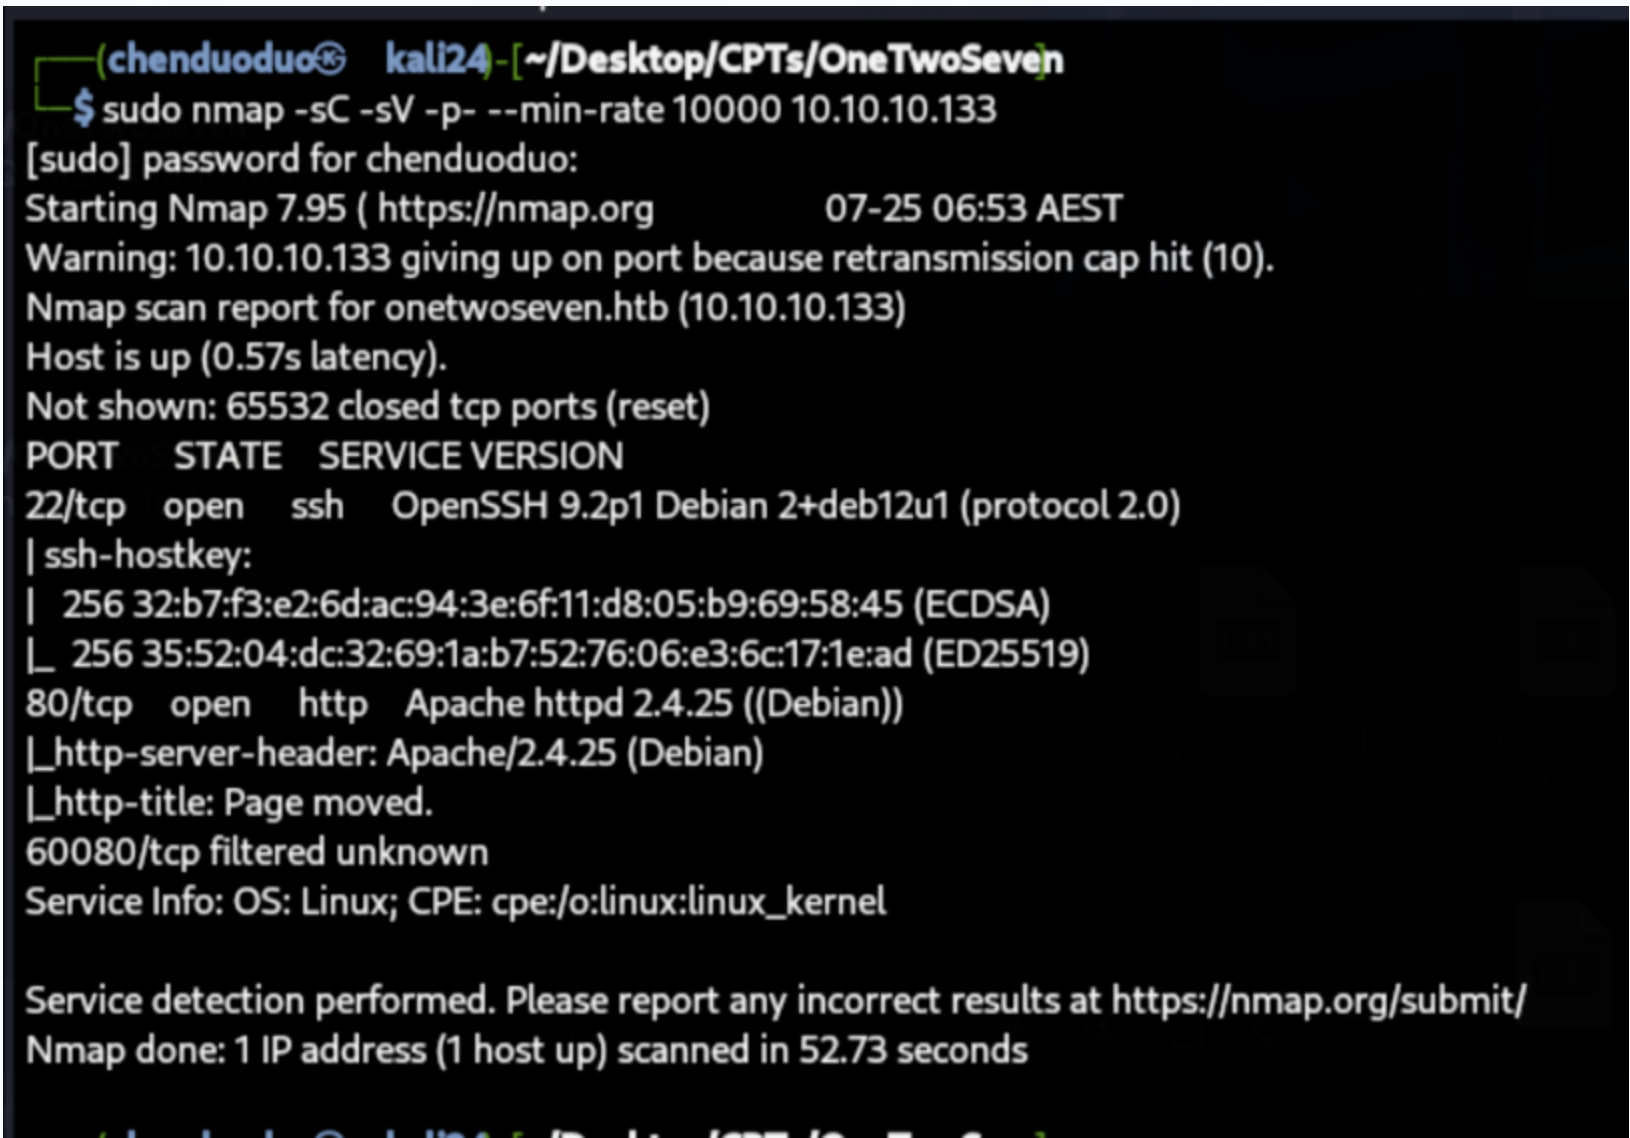 (chenduoduo㉿ kali24)-[~/Desktop/CPTs/OneTwoSeven]
$ sudo nmap -sC -sV -p- --min-rate 10000 10.10.10.133
[sudo] password for chenduoduo:
Starting Nmap 7.95 ( https://nmap.org 07-25 06:53 AEST
Warning: 10.10.10.133 giving up on port because retransmission cap hit (10).
Nmap scan report for onetwoseven.htb (10.10.10.133)
Host is up (0.57s latency).
Not shown: 65532 closed tcp ports (reset)
PORT STATE SERVICE VERSION
22/tcp open ssh OpenSSH 9.2p1 Debian 2+deb12u1 (protocol 2.0)
| ssh-hostkey:
| 256 32:b7:f3:e2:6d:ac:94:3e:6f:11:d8:05:b9:69:58:45 (ECDSA)
|_ 256 35:52:04:dc:32:69:1a:b7:52:76:06:e3:6c:17:1e:ad (ED25519)
80/tcp open http Apache httpd 2.4.25 ((Debian))
|_http-server-header: Apache/2.4.25 (Debian)
|_http-title: Page moved.
60080/tcp filtered unknown
Service Info: OS: Linux; CPE: cpe:/o:linux:linux_kernel
Service detection performed. Please report any incorrect results at https://nmap.org/submit/
Nmap done: 1 IP address (1 host up) scanned in 52.73 seconds